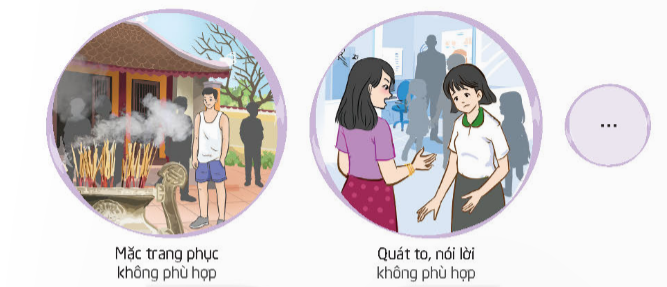 ...
Mặc trang phục
không phù hợp
Quát to, nói lời
không phù hợp